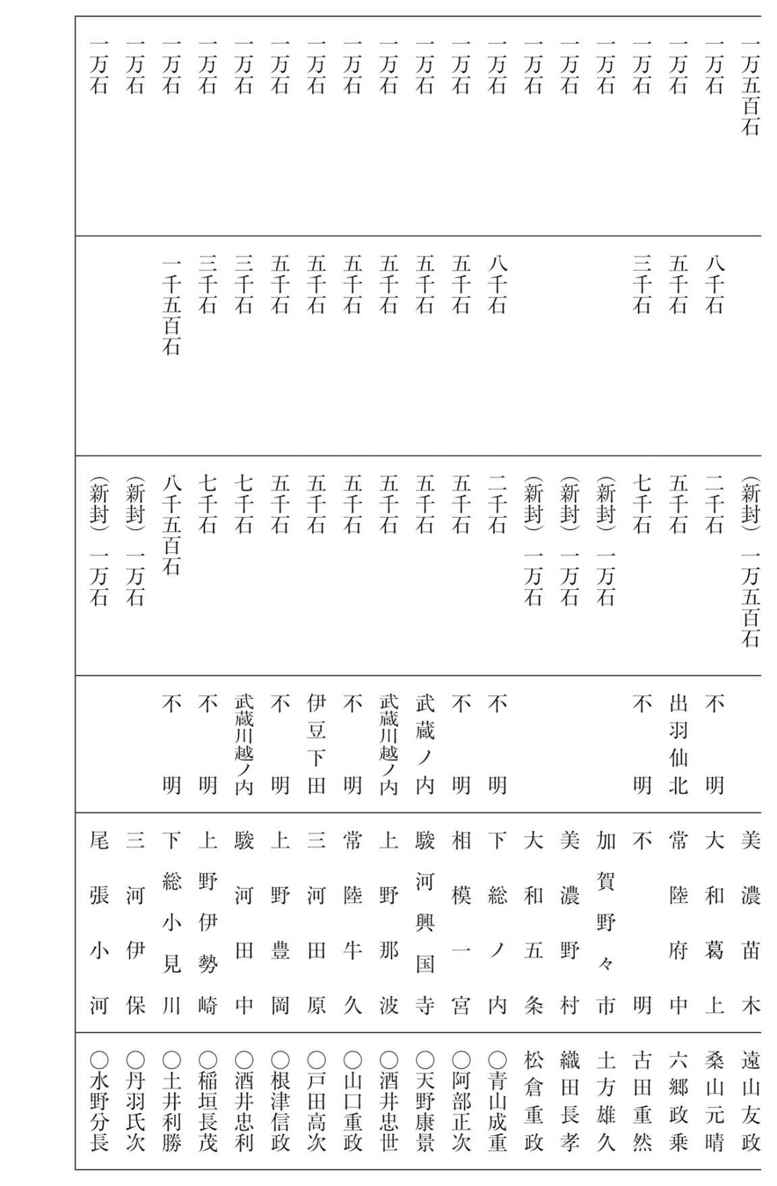 一万五百石 （新封）一万五百石 美濃苗木 遠山友政
一万石 八千石 二千石 不明 大和葛上 桑山元晴
一万石 五千石 五千石 出羽仙北 常陸府中 六郷政乗
一万石 三千石 七千石 不明 不明 古田重然
一万石 （新封）一万石 加賀野々市 土方雄久
一万石 （新封）一万石 美濃野村 織田長孝
一万石 （新封）一万石 大和五条 松倉重政
一万石 八千石 二千石 不明 下総ノ内 〇青山成重
一万石 五千石 五千石 不明 相模一宮 〇阿部正次
一万石 五千石 五千石 武蔵ノ内 駿河興国寺 〇天野康景
一万石 五千石 五千石 武蔵川越ノ内 上野那波 〇酒井忠世
一万石 五千石 五千石 不明 常陸牛久 〇山口重政
一万石 五千石 五千石 伊豆下田 三河田原 〇戸田高次
一万石 五千石 五千石 不明 上野豊岡 〇根津信政
一万石 三千石 七千石 武蔵川越ノ内 駿河田中 〇酒井忠利
一万石 三千石 七千石 不明 上野伊勢崎 〇稲垣長茂
一万石 一千五百石 八千五百石 不明 下総小見川 〇土井利勝
一万石 （新封）一万石 三河伊保 〇丹羽氏次
一万石 （新封）一万石 尾張小河 〇水野分長